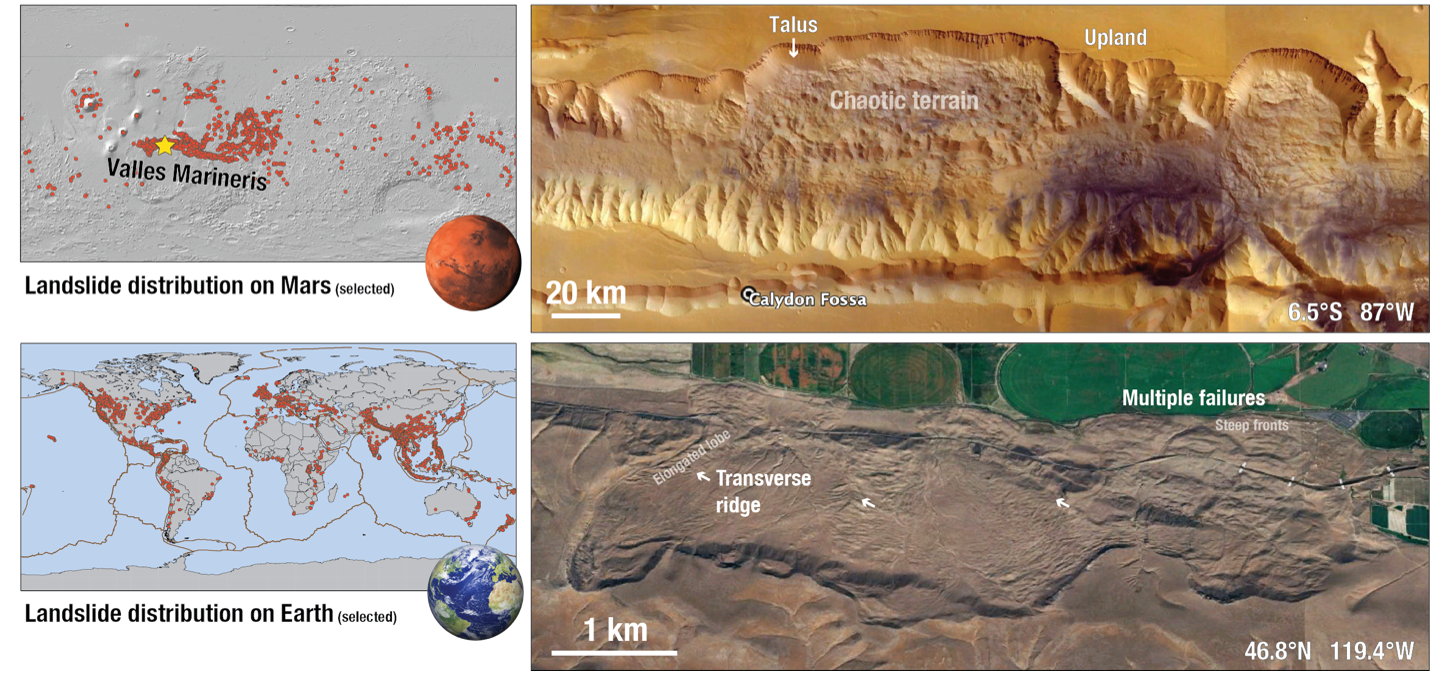 Valles Marineris
Landslide distribution on Mars (selected)
Talus
Upland
Chaotic terrain
20 km
Calydon Fossa
6.5°S 87°W
Landslide distribution on Earth (selected)
Multiple failures
Steep fronts
Elongated lobe
Transverse
ridge
1 km
46.8°N 119.4°W